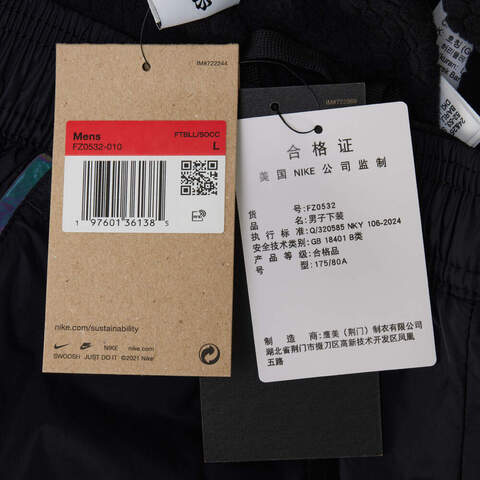 IM#722244
Mens
FTBLL/SOCC
FZ0532-010
L
1 97601 36138 5
nike.com/sustainability
NIKE
SWOOSH JUST DO IT ©2021 Nike
合格证
美国 NIKE 公司监制
货号:FZ0532
品名:男子下装
执行标准:Q/320585 NKY 106-2024
安全技术类别:GB 18401 B类
产品等级:合格品
型号:175/80A
制造商:鹰美(荆门)制衣有限公司
湖北省荆门市掇刀区高新技术开发区凤凰
五路